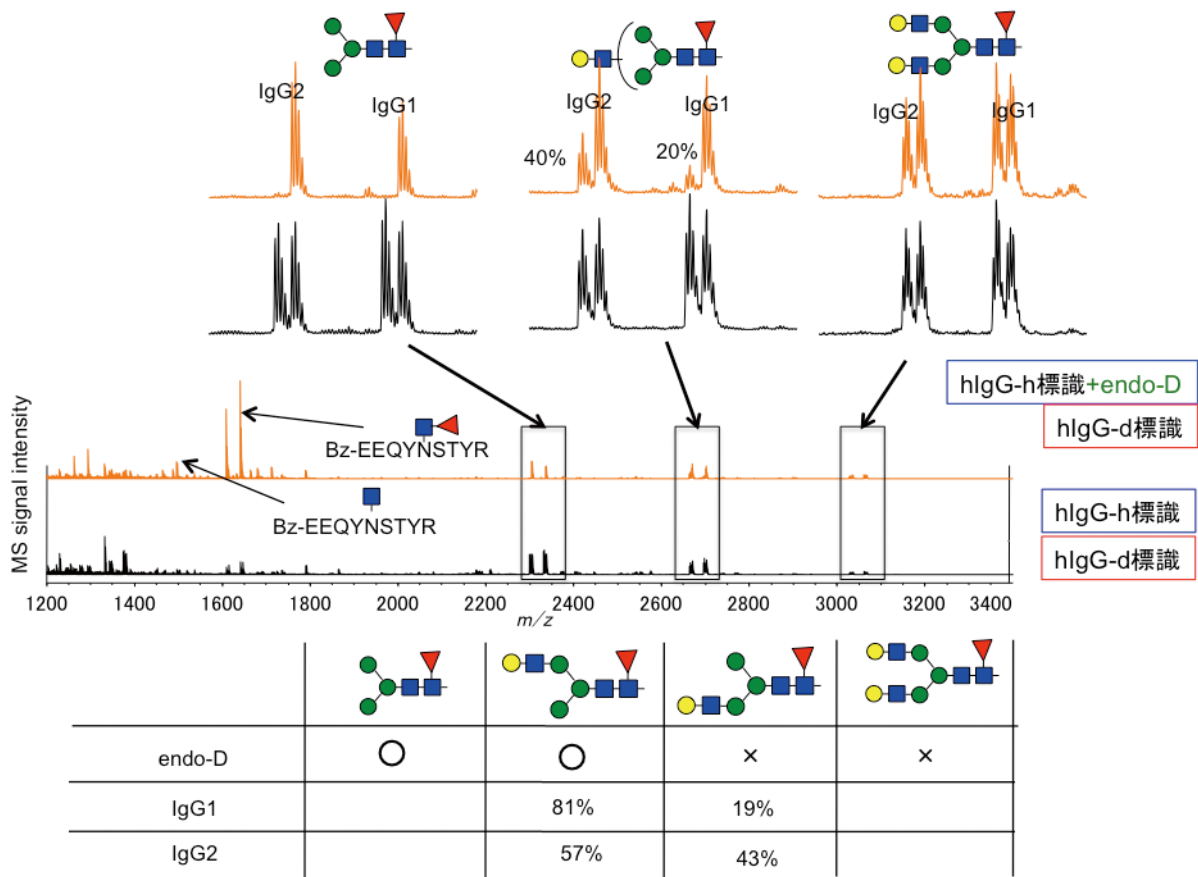 IgG2
IgG1
IgG2
IgG1
40%
20%
IgG2
IgG1
hIgG-h標識+endo-D
hIgG-d標識
Bz-EEQYNSTYR
Bz-EEQYNSTYR
hIgG-h標識
hIgG-d標識
MS signal intensity
1200 1400 1600 1800 2000 2200 2400 2600 2800 3000 3200 3400
m/z
endo-D ○ ○ × ×
IgG1 81% 19%
IgG2 57% 43%